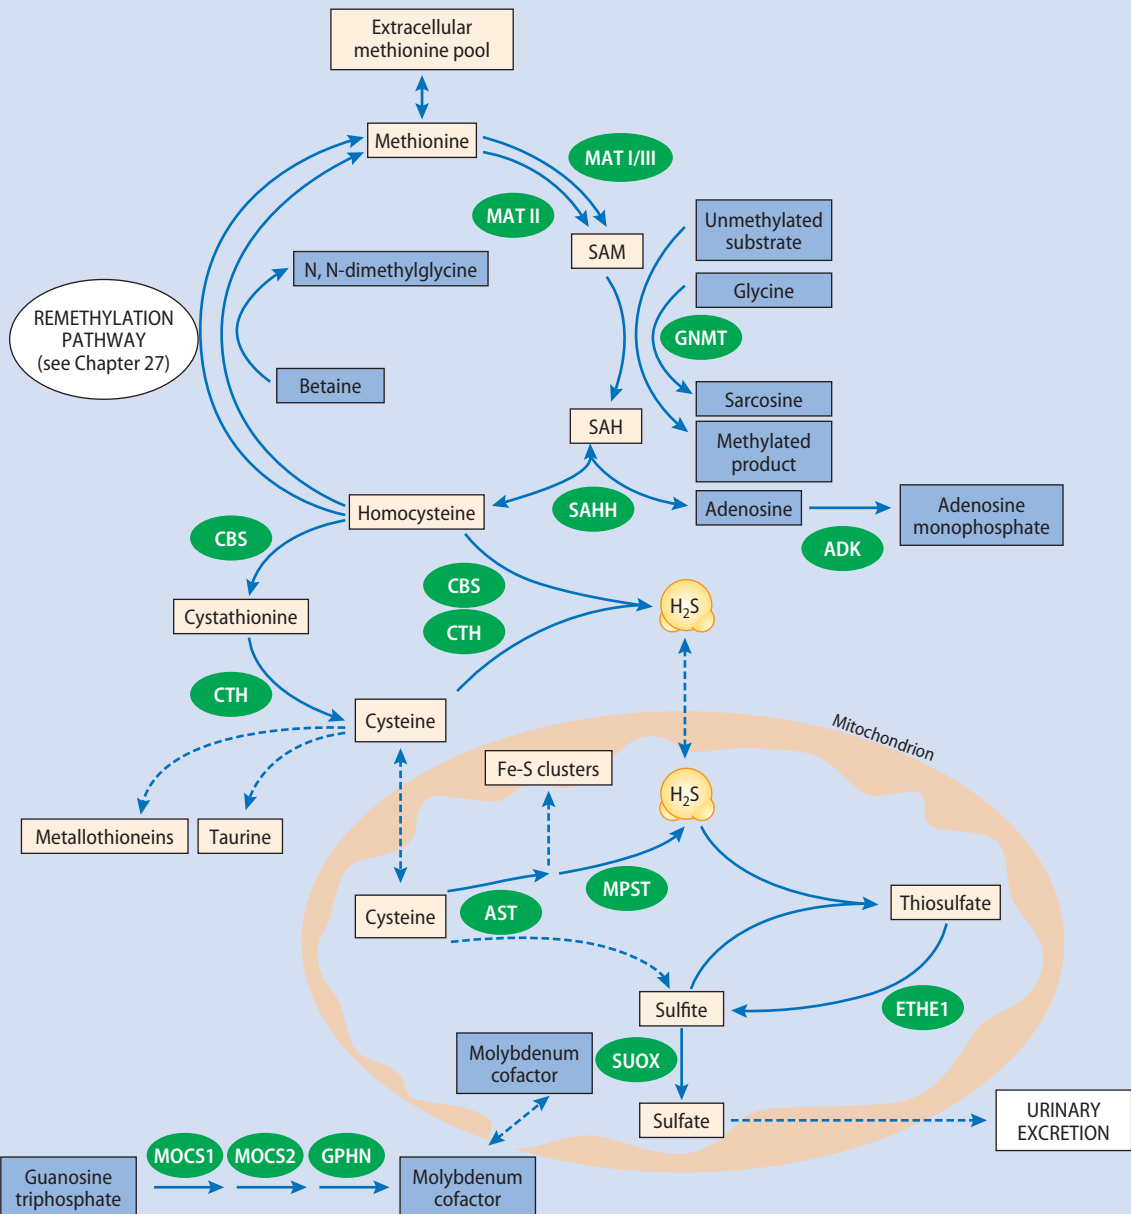 Extracellular
methionine pool
Methionine
MAT I/III
MAT II
SAM
Unmethylated
substrate
N, N-dimethylglycine
Glycine
REMETHYLATION
PATHWAY
(see Chapter 27)
GNMT
Betaine
Sarcosine
SAH
Methylated
product
Homocysteine
SAHH
Adenosine
Adenosine
monophosphate
ADK
CBS
CBS
CTH
H₂S
Cystathionine
CTH
Cysteine
Mitochondrion
Fe-S clusters
H₂S
Metallothioneins
Taurine
MPST
Cysteine
AST
Thiosulfate
Sulfite
ETHE1
Molybdenum
cofactor
SUOX
Sulfate
URINARY
EXCRETION
MOCS1
MOCS2
GPHN
Guanosine
triphosphate
Molybdenum
cofactor